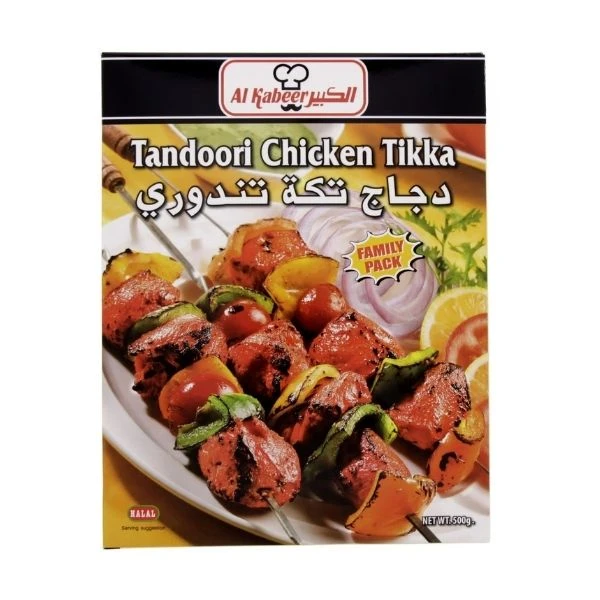 Al Kabeer الكبير
Tandoori Chicken Tikka
دجاج تكة تندوري
FAMILY
PACK
HALAL
Serving suggestion
NET WT. 500g.